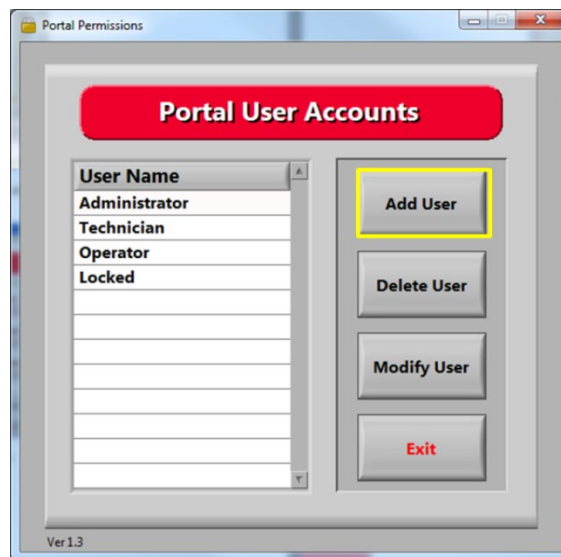 Portal Permissions
Portal User Accounts
User Name
Administrator
Technician
Operator
Locked
Add User
Delete User
Modify User
Exit
Ver 1.3